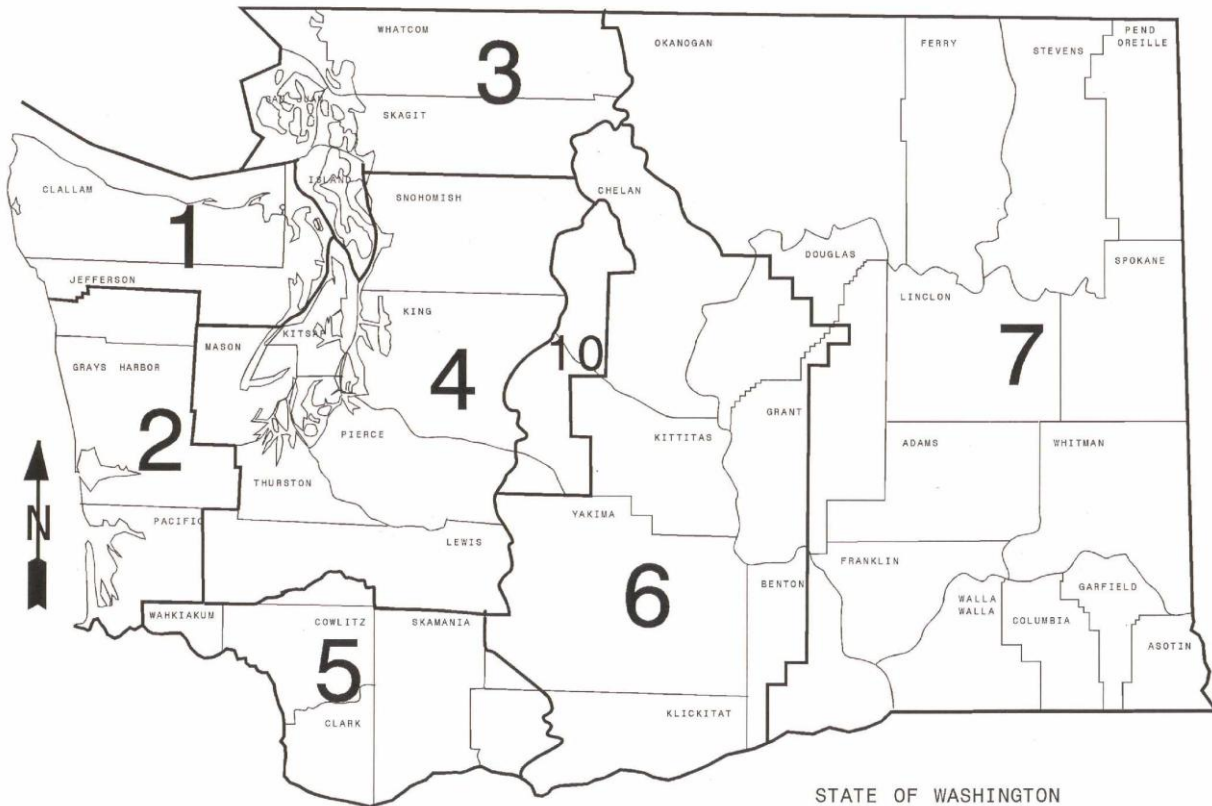 WHATCOM
3
OKANOGAN
FERRY
STEVENS
PEND
OREILLE
SAN JUAN
SKAGIT
ISLAND
CLALLAM
1
SNOHOMISH
CHELAN
DOUGLAS
SPOKANE
JEFFERSON
LINCLON
KITSAP
KING
MASON
10
7
GRAYS HARBOR
4
2
GRANT
PIERCE
KITTITAS
ADAMS
WHITMAN
THURSTON
N
PACIFIC
YAKIMA
LEWIS
FRANKLIN
6
BENTON
GARFIELD
WALLA
WALLA
COLUMBIA
WAHKIAKUM
COWLITZ
SKAMANIA
ASOTIN
5
CLARK
KLICKITAT
STATE OF WASHINGTON